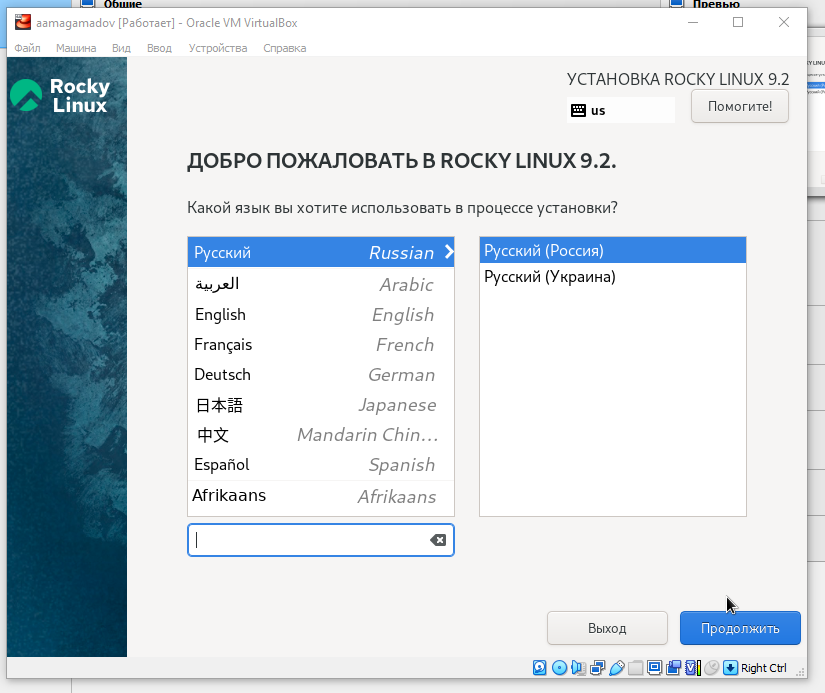 Общие
Превью
aamagamadov [Работает] - Oracle VM VirtualBox
Файл Машина Вид Ввод Устройства Справка
Rocky
Linux
УСТАНОВКА ROCKY LINUX 9.2
us
Помогите!
ДОБРО ПОЖАЛОВАТЬ В ROCKY LINUX 9.2.
Какой язык вы хотите использовать в процессе установки?
Русский Russian
العربية Arabic
English English
Français French
Deutsch German
日本語 Japanese
中文 Mandarin Chin…
Español Spanish
Afrikaans Afrikaans
Русский (Россия)
Русский (Украина)
Выход
Продолжить
Right Ctrl